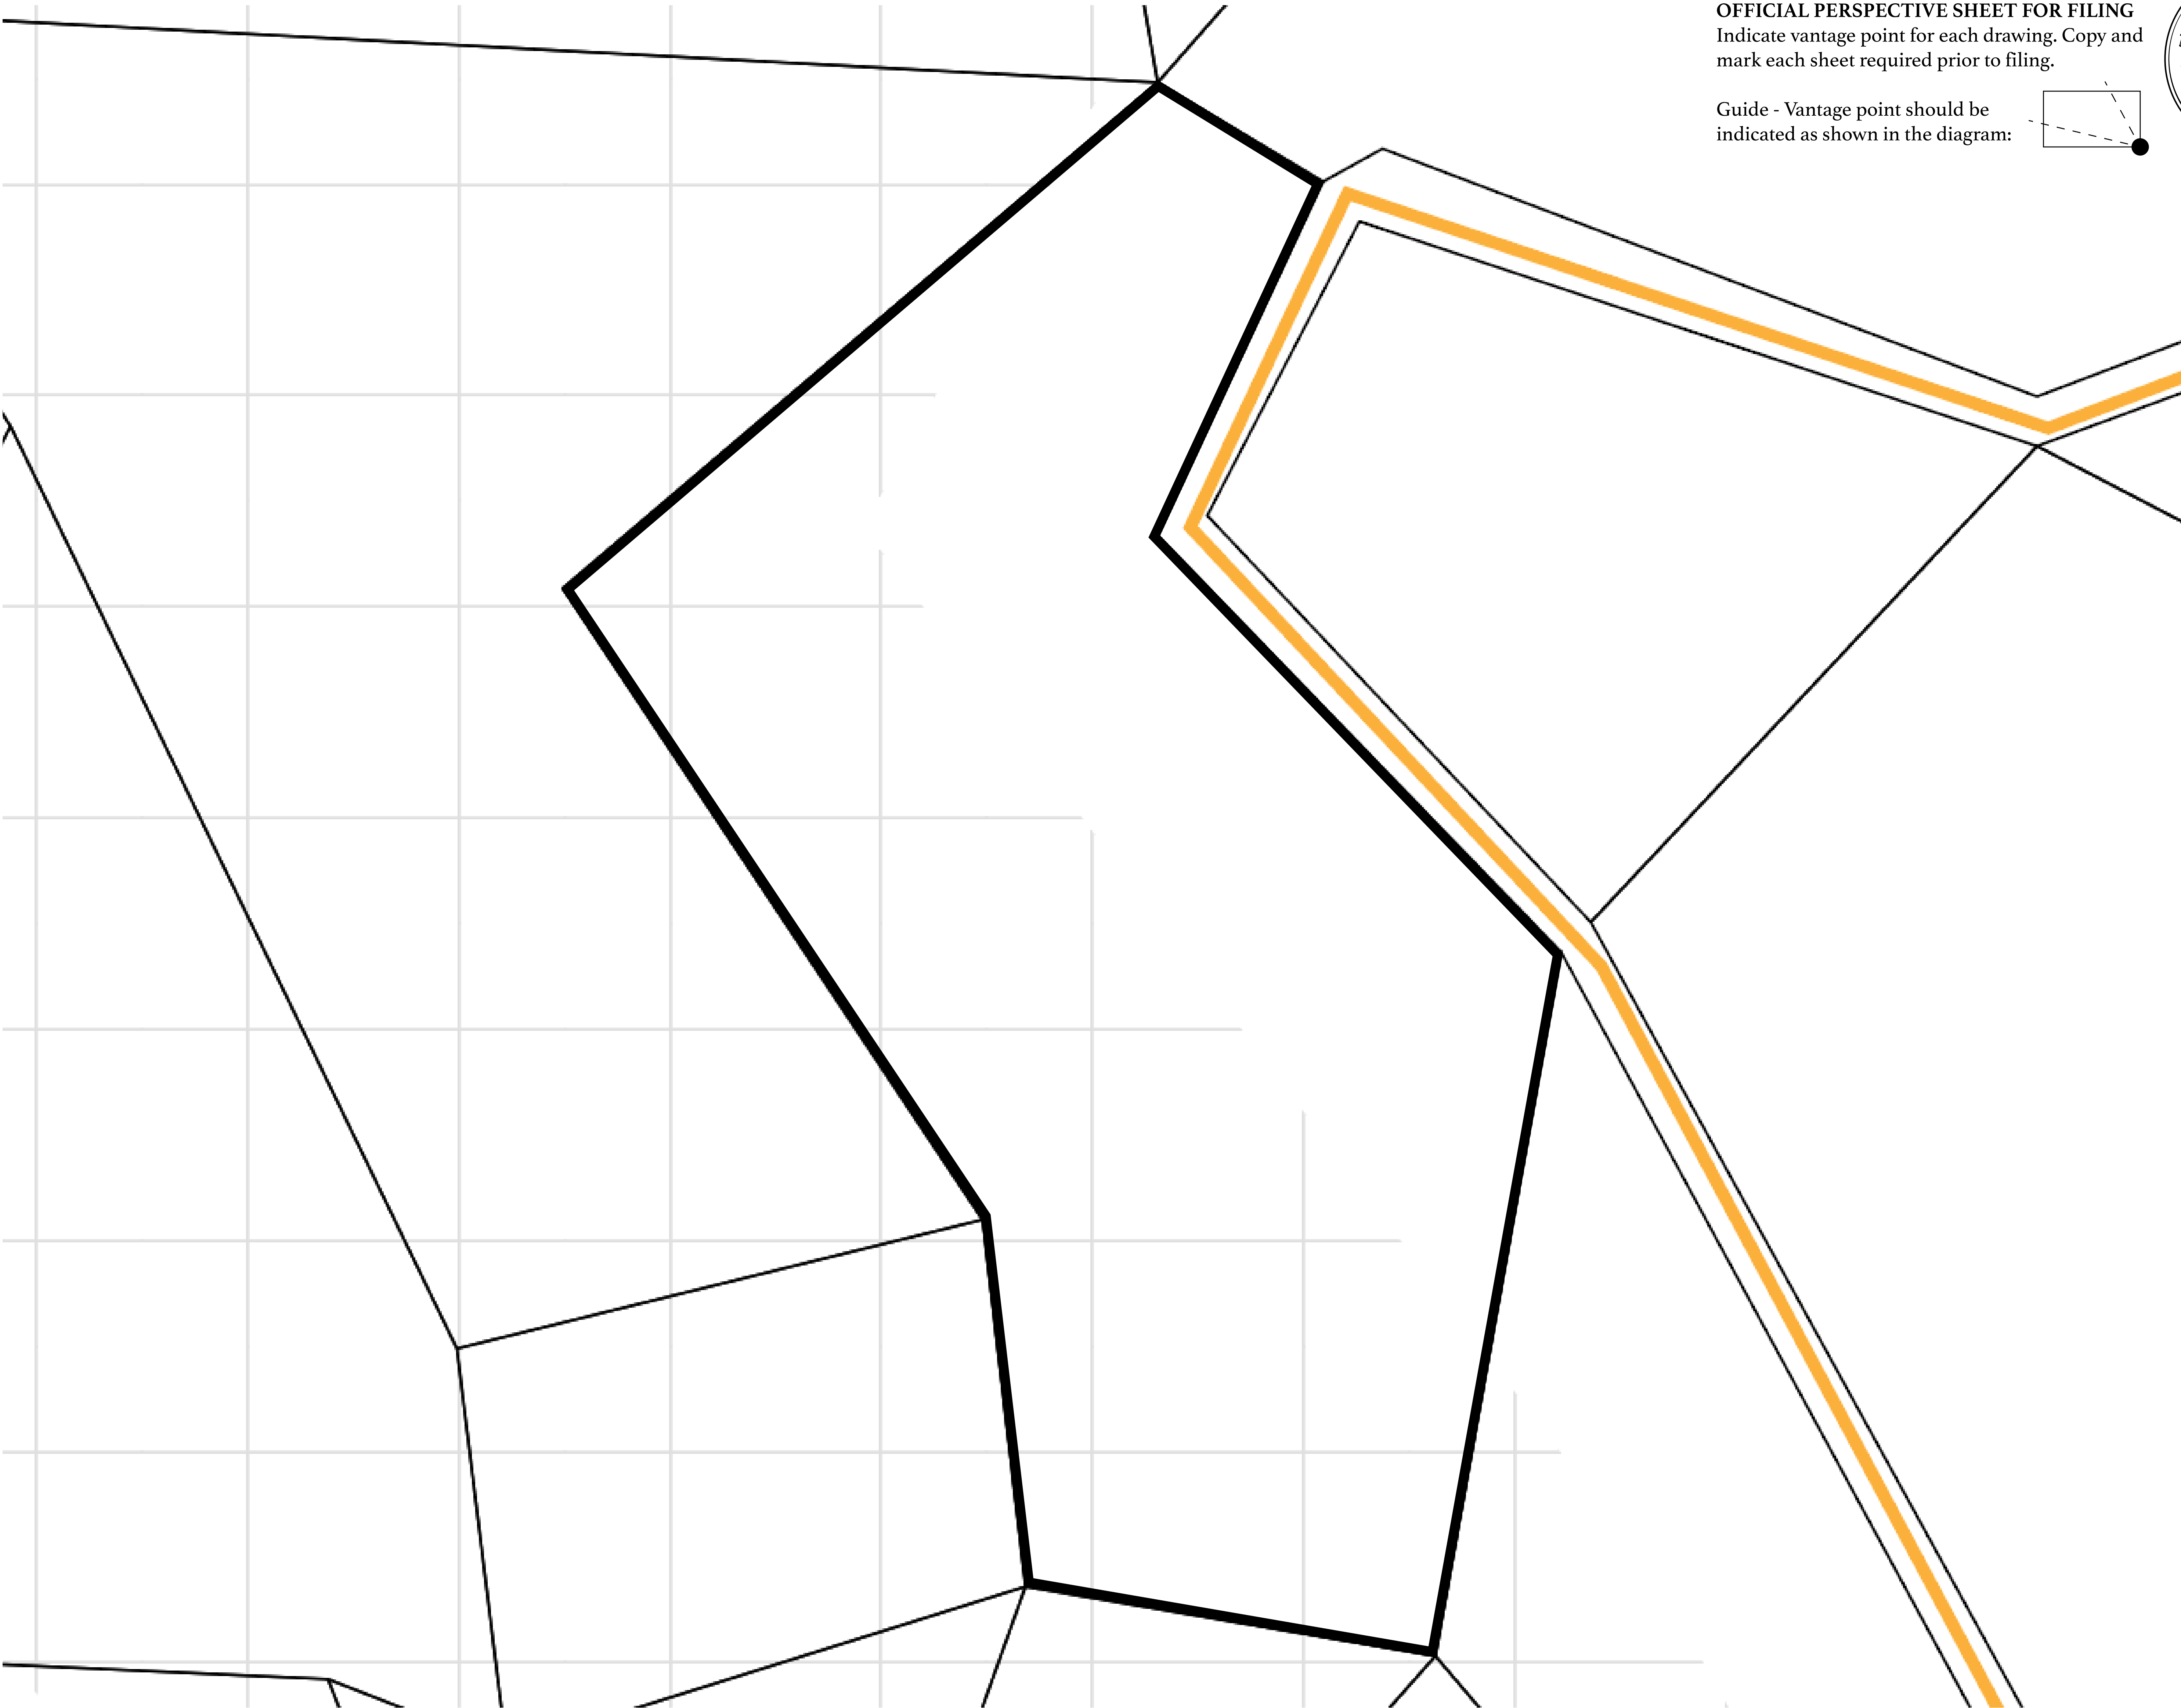 OFFICIAL PERSPECTIVE SHEET FOR FILING
Indicate vantage point for each drawing. Copy and
mark each sheet required prior to filing.
Guide - Vantage point should be
indicated as shown in the diagram: